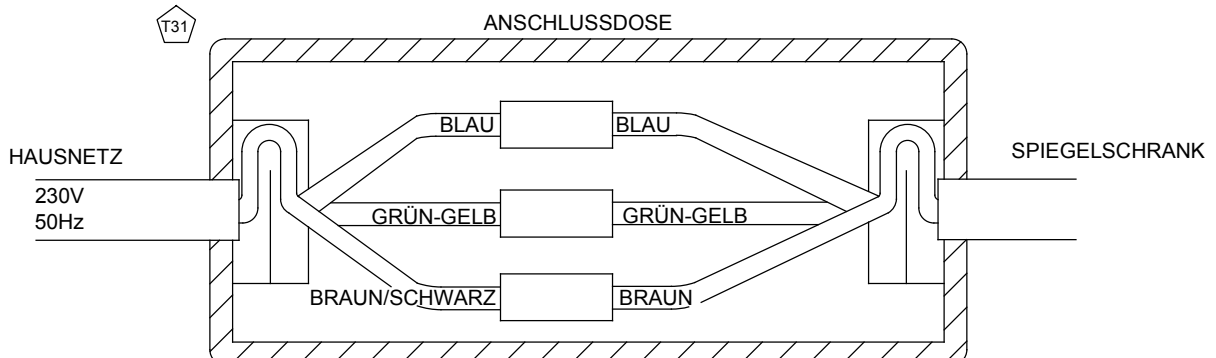 T31
ANSCHLUSSDOSE
HAUSNETZ
SPIEGELSCHRANK
230V
50Hz
BLAU BLAU
GRÜN-GELB GRÜN-GELB
BRAUN/SCHWARZ BRAUN